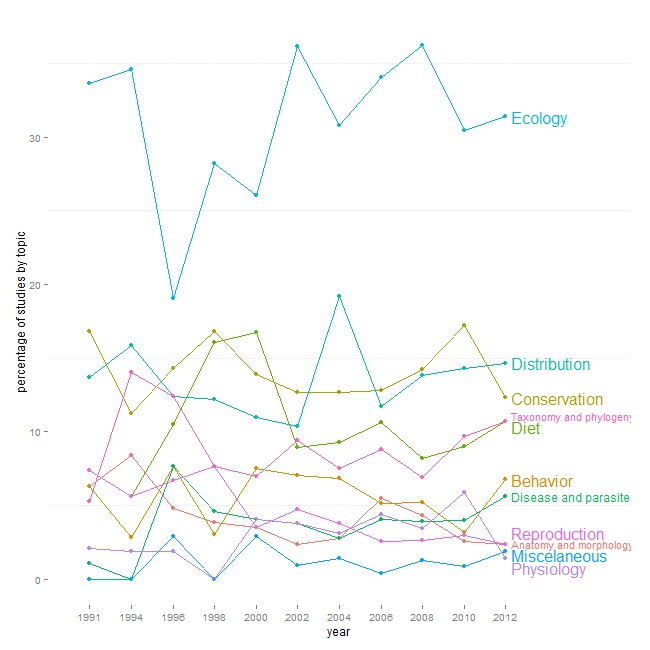 Ecology
30
20
percentage of studies by topic
Distribution
Conservation
Taxonomy and phylogeny
10
Diet
Behavior
Disease and parasite
Reproduction
Anatomy and morphology
Miscelaneous
Physiology
0
1991 1994 1996 1998 2000 2002 2004 2006 2008 2010 2012
year